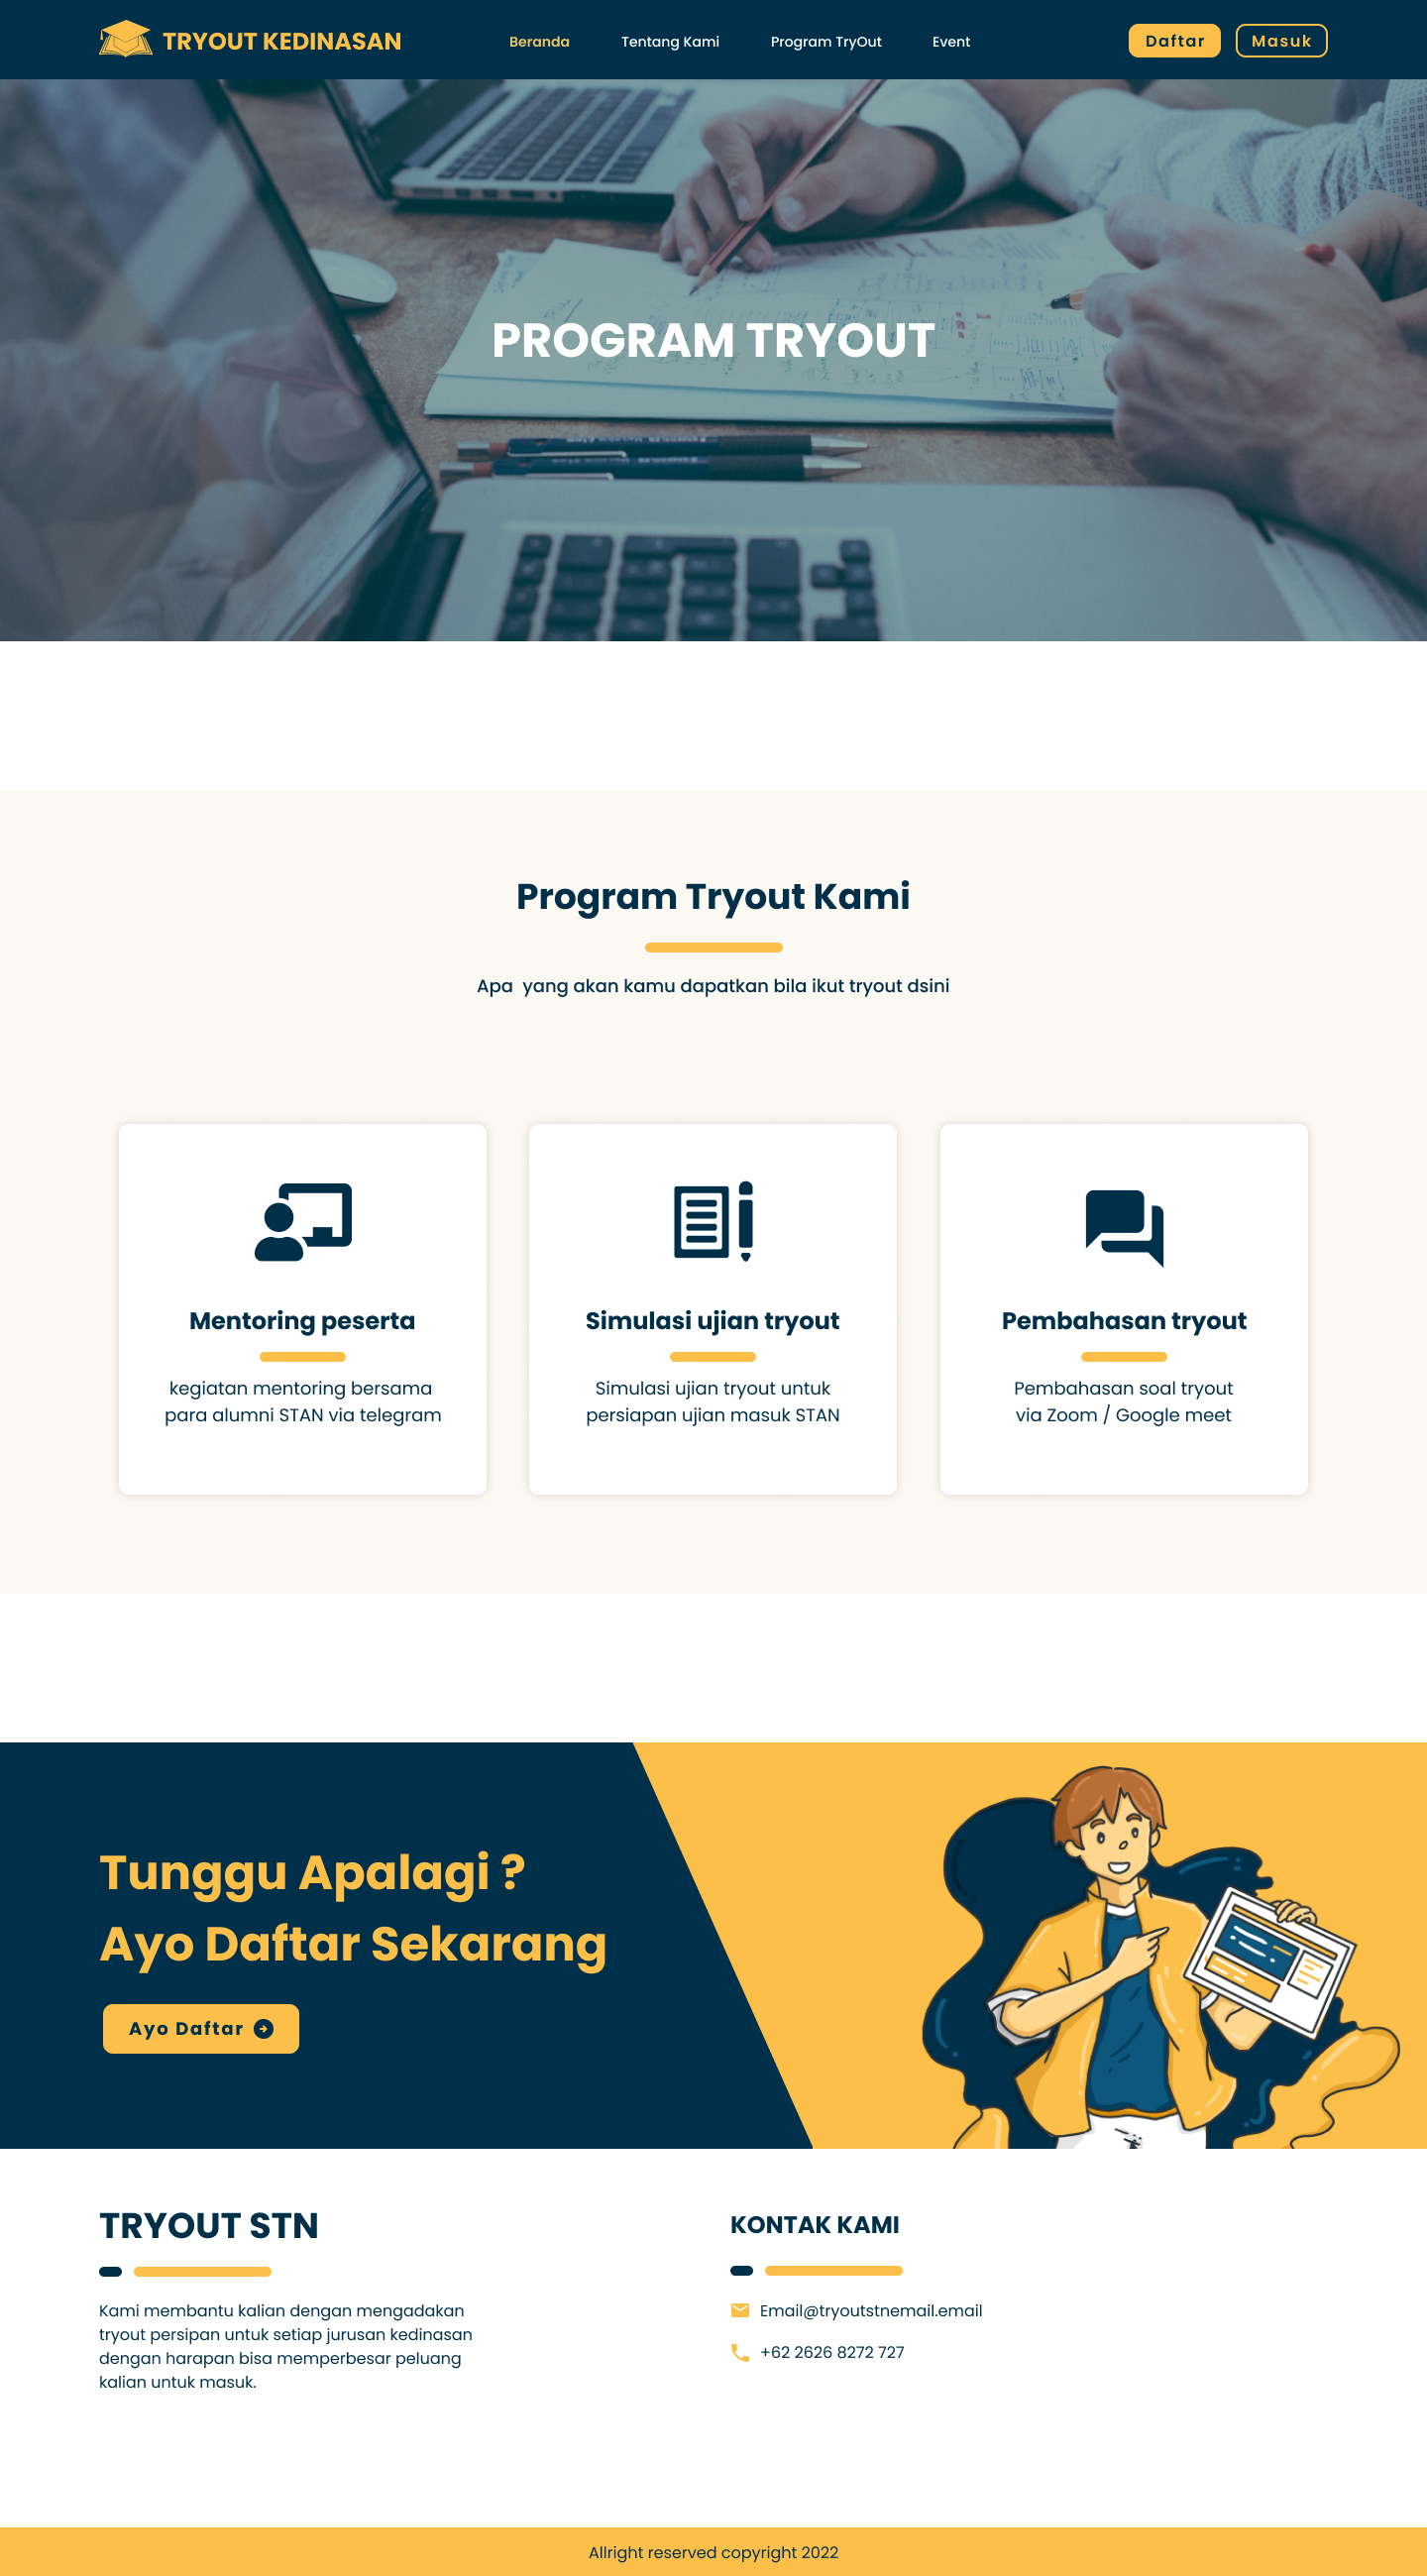 TRYOUT KEDINASAN
Beranda
Tentang Kami
Program TryOut
Event
Daftar
Masuk
PROGRAM TRYOUT
Program Tryout Kami
Apa  yang akan kamu dapatkan bila ikut tryout dsini
Mentoring peserta
kegiatan mentoring bersama
para alumni STAN via telegram
Simulasi ujian tryout
Simulasi ujian tryout untuk
persiapan ujian masuk STAN
Pembahasan tryout
Pembahasan soal tryout
via Zoom / Google meet
Tunggu Apalagi ?
Ayo Daftar Sekarang
Ayo Daftar
TRYOUT STN
Kami membantu kalian dengan mengadakan
tryout persipan untuk setiap jurusan kedinasan
dengan harapan bisa memperbesar peluang
kalian untuk masuk.
KONTAK KAMI
Email@tryoutstnemail.email
+62 2626 8272 727
Allright reserved copyright 2022